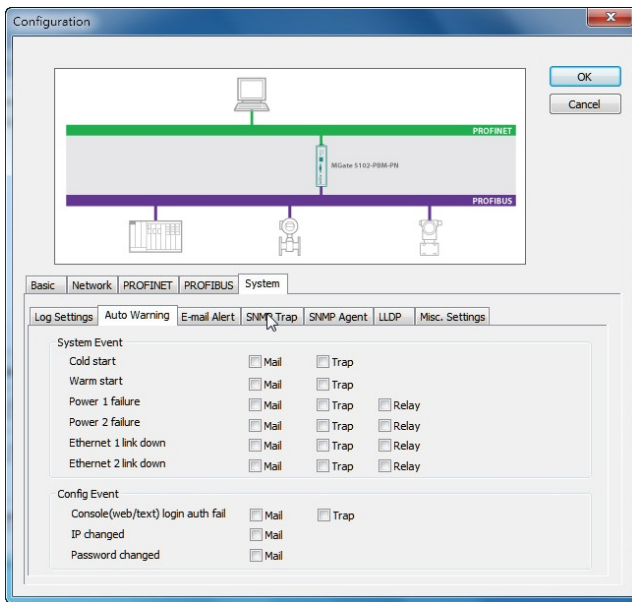 Configuration
OK
Cancel
PROFINET
MGate 5102-PBM-PN
PROFIBUS
Basic Network PROFINET PROFIBUS System
Log Settings Auto Warning E-mail Alert SNMP Trap SNMP Agent LLDP Misc. Settings
System Event
Cold start Mail Trap
Warm start Mail Trap
Power 1 failure Mail Trap Relay
Power 2 failure Mail Trap Relay
Ethernet 1 link down Mail Trap Relay
Ethernet 2 link down Mail Trap Relay
Config Event
Console(web/text) login auth fail Mail Trap
IP changed Mail
Password changed Mail